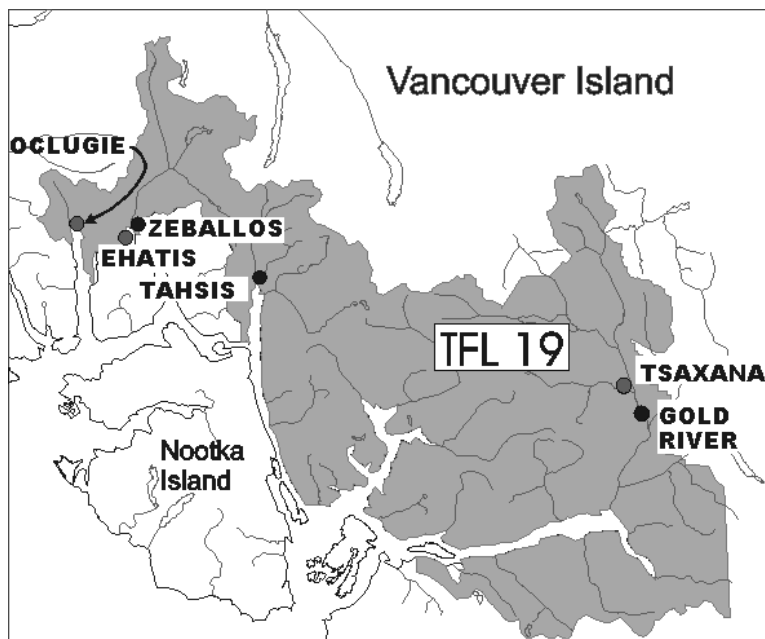 Vancouver Island
OCLUGIE
ZEBALLOS
EHATIS
TAHSIS
TFL 19
TSAXANA
GOLD
RIVER
Nootka
Island